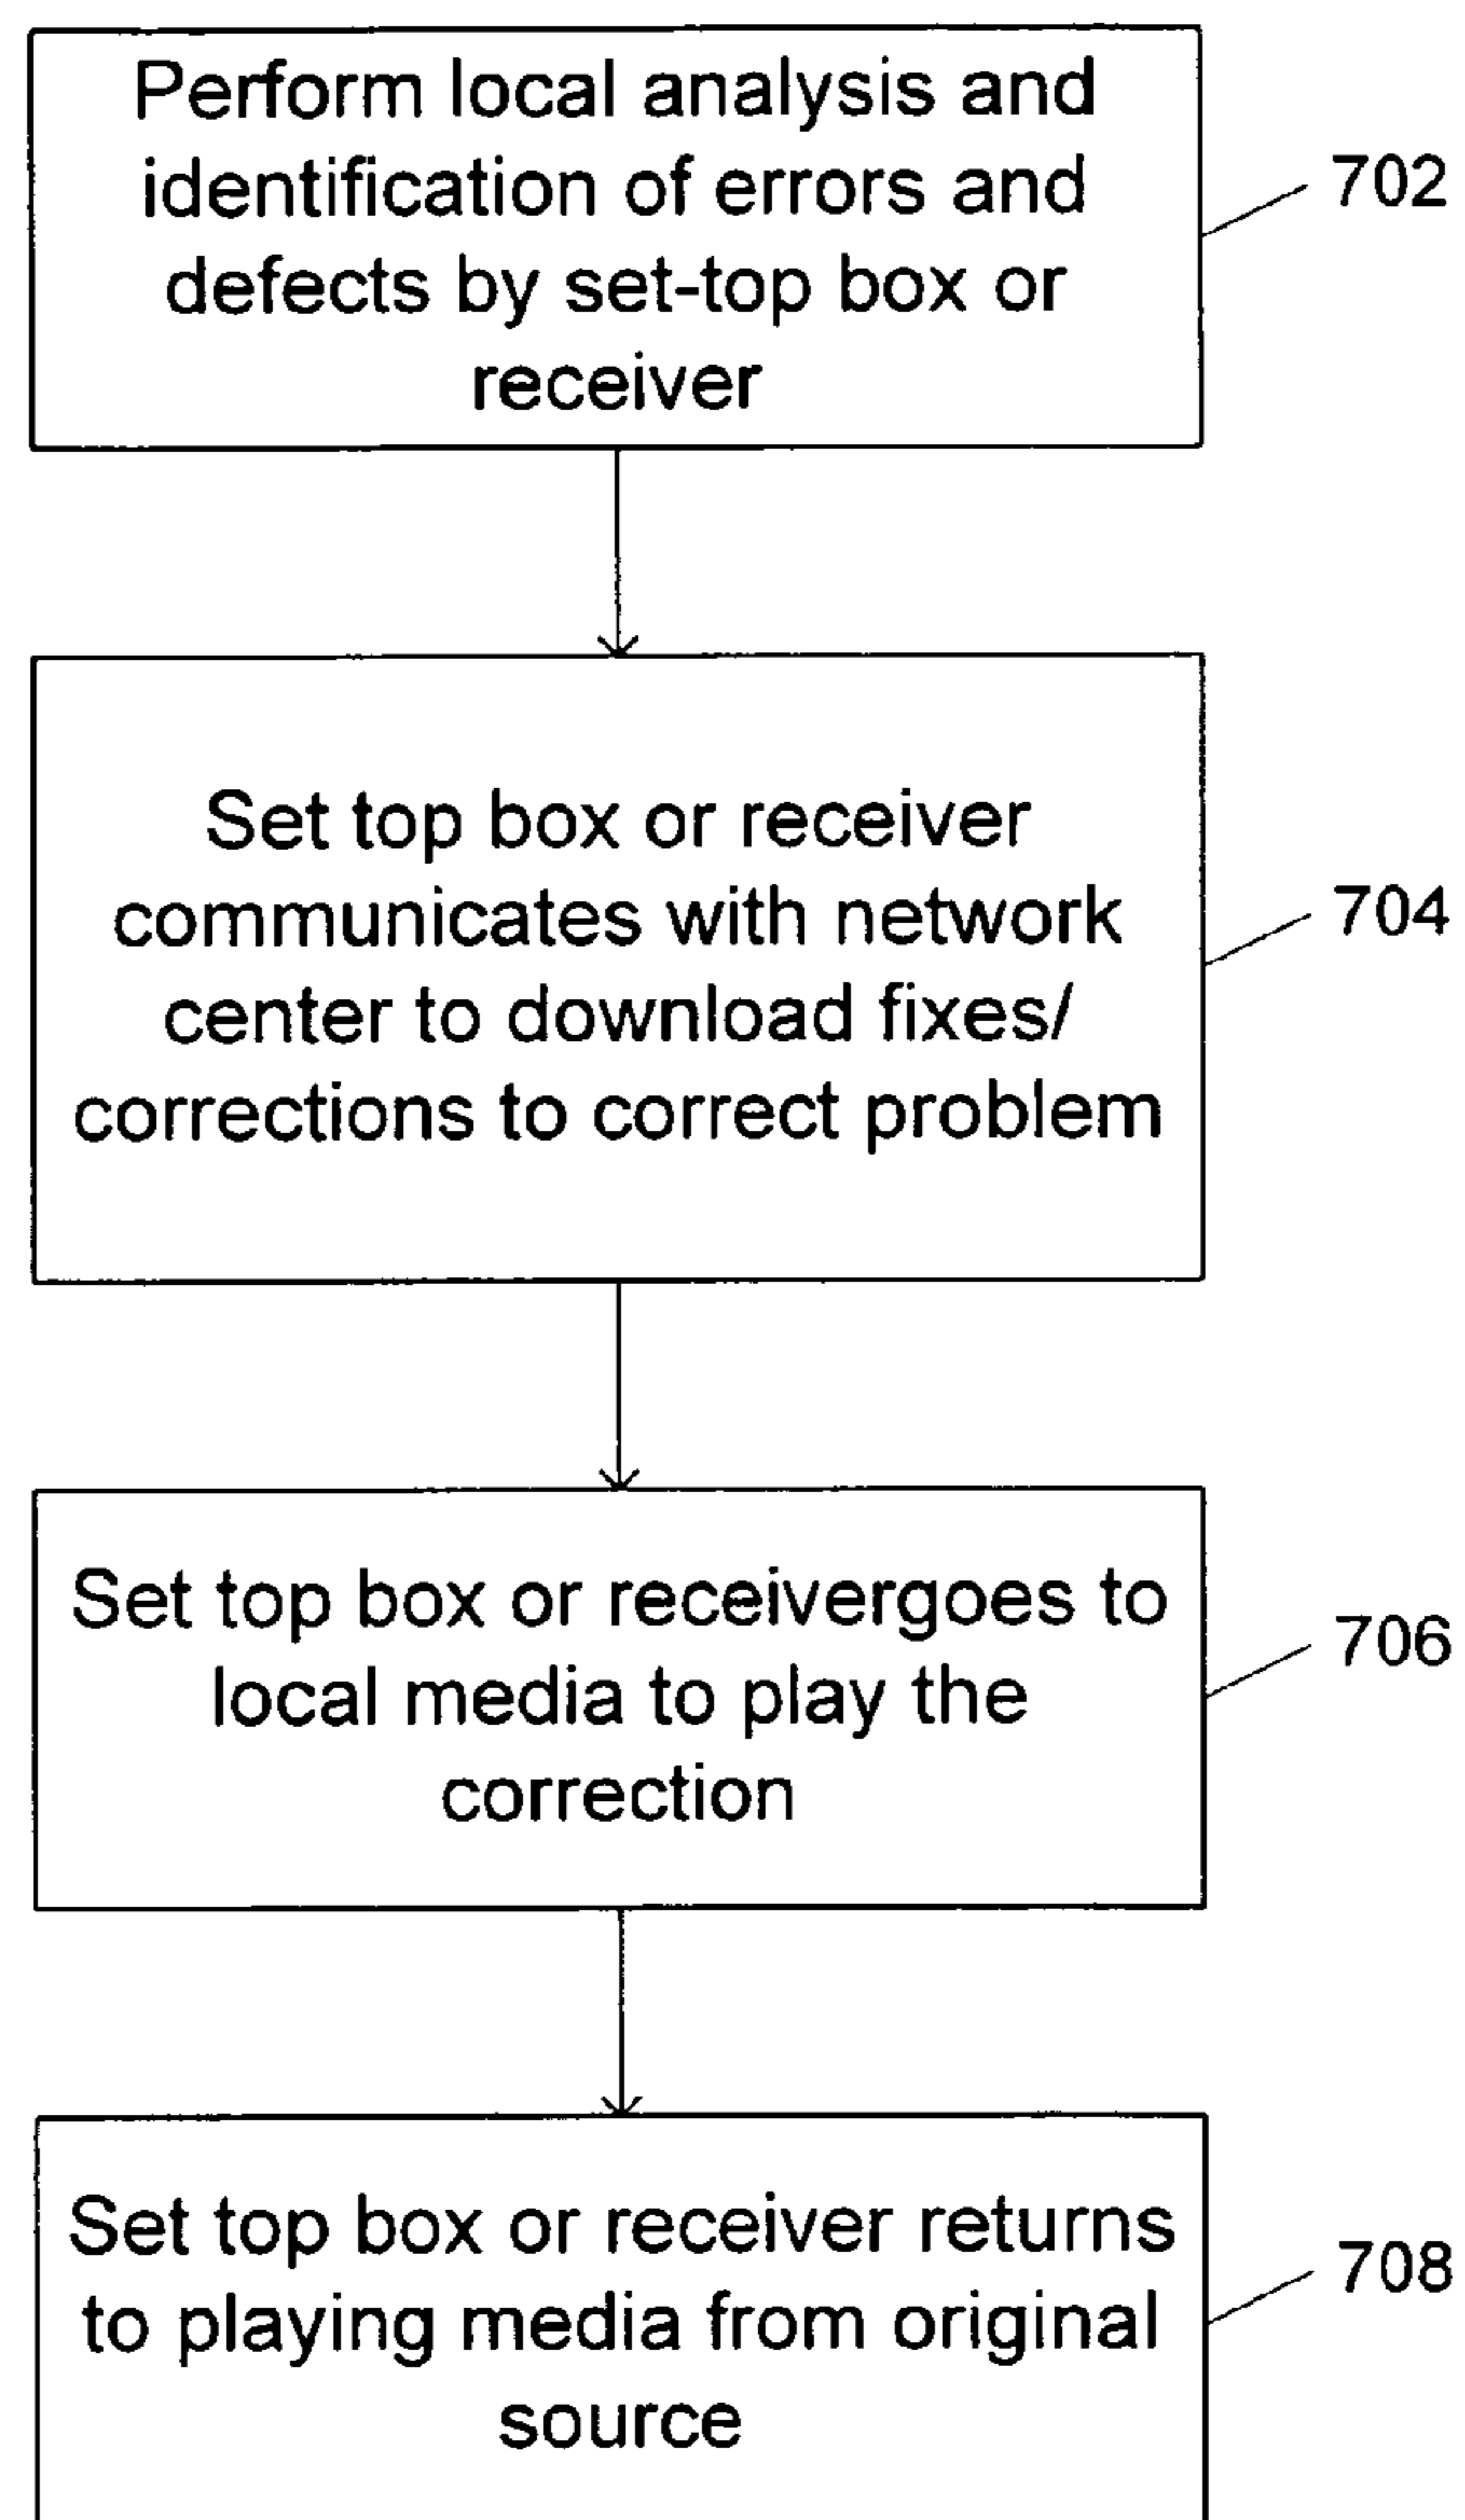 Perform local analysis and
identification of errors and
defects by set-top box or
receiver
702
Set top box or receiver
communicates with network
center to download fixes/
corrections to correct problem
704
Set top box or receivergoes to
local media to play the
correction
706
Set top box or receiver returns
to playing media from original
source
708